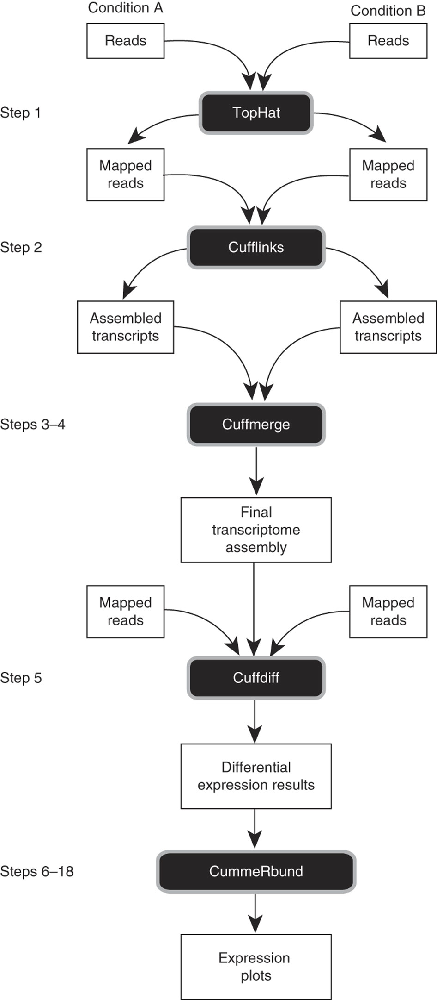 Condition A
Condition B
Reads
Reads
Step 1
TopHat
Mapped
reads
Mapped
reads
Step 2
Cufflinks
Assembled
transcripts
Assembled
transcripts
Steps 3–4
Cuffmerge
Final
transcriptome
assembly
Mapped
reads
Mapped
reads
Step 5
Cuffdiff
Differential
expression results
Steps 6–18
CummeRbund
Expression
plots